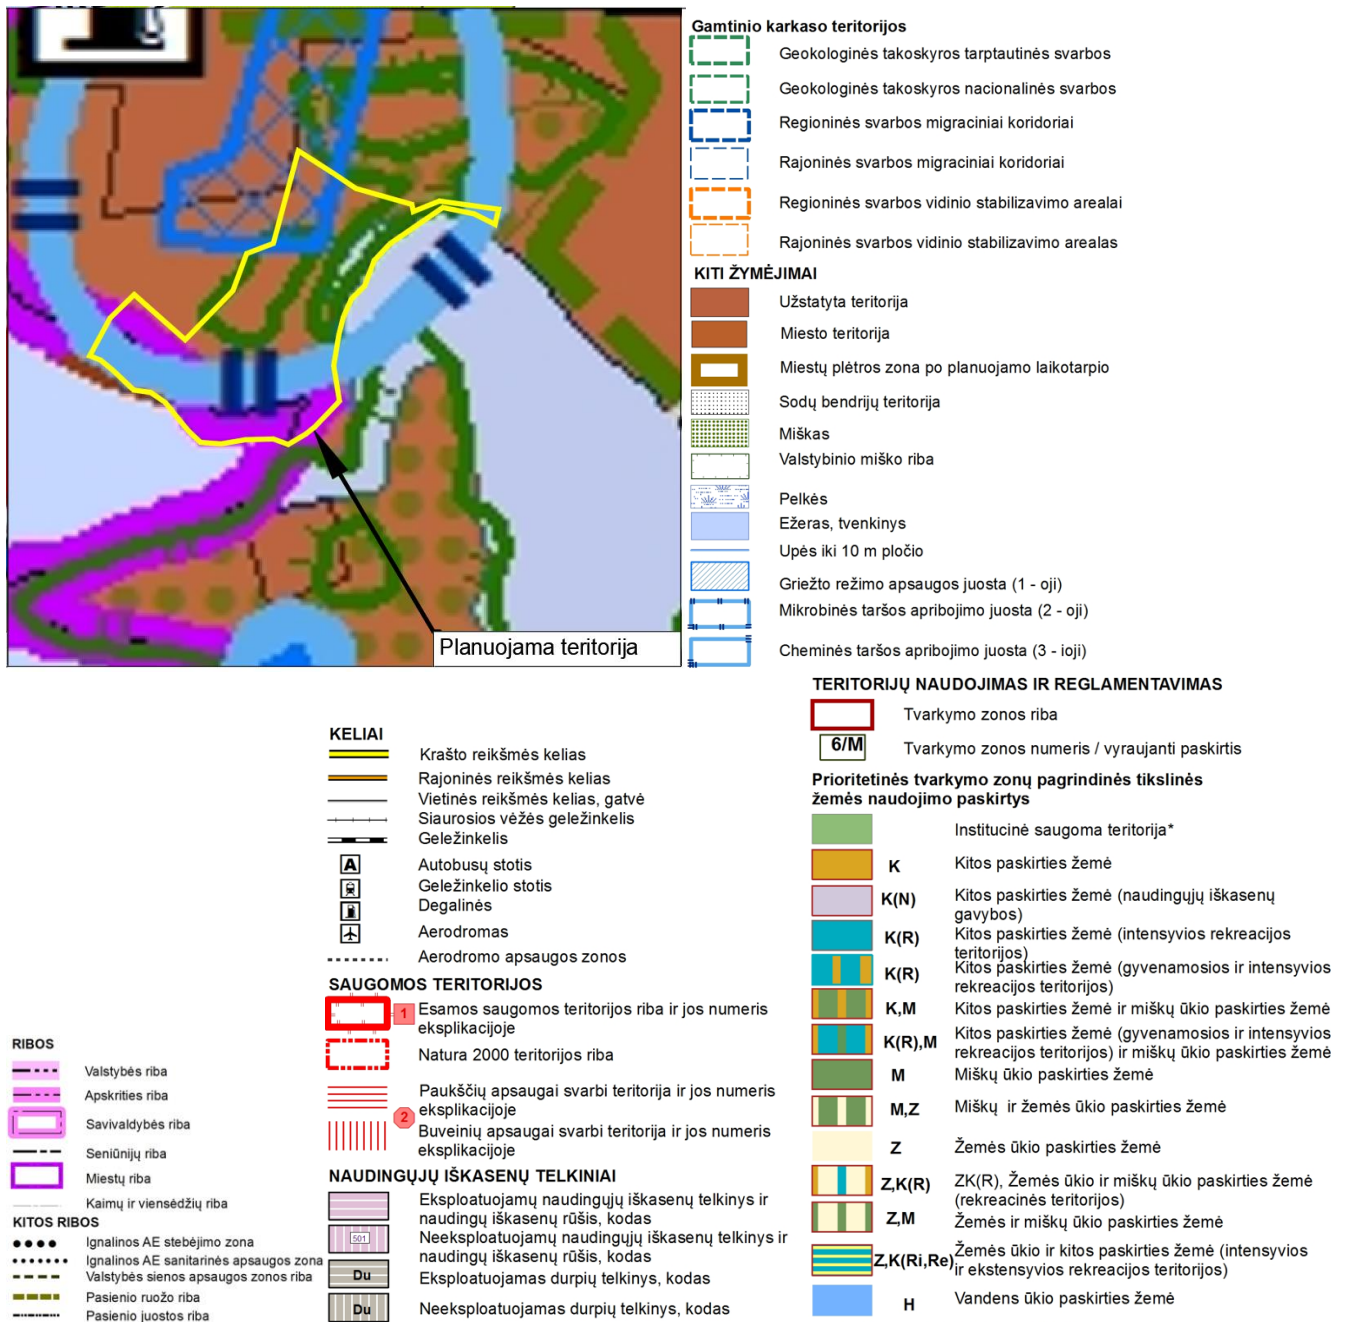 Planuojama teritorija
Gamtinio karkaso teritorijos
Geokologinės takoskyros tarptautinės svarbos
Geokologinės takoskyros nacionalinės svarbos
Regioninės svarbos migraciniai koridoriai
Rajoninės svarbos migraciniai koridoriai
Regioninės svarbos vidinio stabilizavimo arealai
Rajoninės svarbos vidinio stabilizavimo arealas
KITI ŽYMĖJIMAI
Užstatyta teritorija
Miesto teritorija
Miestų plėtros zona po planuojamo laikotarpio
Sodų bendrijų teritorija
Miškas
Valstybinio miško riba
Pelkės
Ežeras, tvenkinys
Upės iki 10 m pločio
Griežto režimo apsaugos juosta (1 - oji)
Mikrobinės taršos apribojimo juosta (2 - oji)
Cheminės taršos apribojimo juosta (3 - ioji)
RIBOS
Valstybės riba
Apskrities riba
Savivaldybės riba
Seniūnijų riba
Miestų riba
Kaimų ir viensėdžių riba
KITOS RIBOS
Ignalinos AE stebėjimo zona
Ignalinos AE sanitarinės apsaugos zona
Valstybės sienos apsaugos zonos riba
Pasienio ruožo riba
Pasienio juostos riba
KELIAI
Krašto reikšmės kelias
Rajoninės reikšmės kelias
Vietinės reikšmės kelias, gatvė
Siaurosios vėžės geležinkelis
Geležinkelis
A Autobusų stotis
Geležinkelio stotis
Degalinės
Aerodromas
Aerodromo apsaugos zonos
SAUGOMOS TERITORIJOS
1 Esamos saugomos teritorijos riba ir jos numeris
eksplikacijoje
Natura 2000 teritorijos riba
Paukščių apsaugai svarbi teritorija ir jos numeris
eksplikacijoje
2
Buveinių apsaugai svarbi teritorija ir jos numeris
eksplikacijoje
NAUDINGŲJŲ IŠKASENŲ TELKINIAI
Eksploatuojamų naudingųjų iškasenų telkinys ir
naudingų iškasenų rūšis, kodas
501 Neeksploatuojamų naudingųjų iškasenų telkinys ir
naudingų iškasenų rūšis, kodas
Du Eksploatuojamas durpių telkinys, kodas
Du Neeksploatuojamas durpių telkinys, kodas
TERITORIJŲ NAUDOJIMAS IR REGLAMENTAVIMAS
Tvarkymo zonos riba
6/M Tvarkymo zonos numeris / vyraujanti paskirtis
Prioritetinės tvarkymo zonų pagrindinės tikslinės
žemės naudojimo paskirtys
Institucinė saugoma teritorija*
K Kitos paskirties žemė
K(N) Kitos paskirties žemė (naudingųjų iškasenų
gavybos)
K(R) Kitos paskirties žemė (intensyvios rekreacijos
teritorijos)
K(R) Kitos paskirties žemė (gyvenamosios ir intensyvios
rekreacijos teritorijos)
K,M Kitos paskirties žemė ir miškų ūkio paskirties žemė
K(R),M Kitos paskirties žemė (gyvenamosios ir intensyvios
rekreacijos teritorijos) ir miškų ūkio paskirties žemė
M Miškų ūkio paskirties žemė
M,Z Miškų ir žemės ūkio paskirties žemė
Z Žemės ūkio paskirties žemė
Z,K(R) ZK(R), Žemės ūkio ir miškų ūkio paskirties žemė
(rekreacinės teritorijos)
Z,M Žemės ir miškų ūkio paskirties žemė
Z,K(Ri,Re) Žemės ūkio ir kitos paskirties žemė (intensyvios
ir ekstensyvios rekreacijos teritorijos)
H Vandens ūkio paskirties žemė